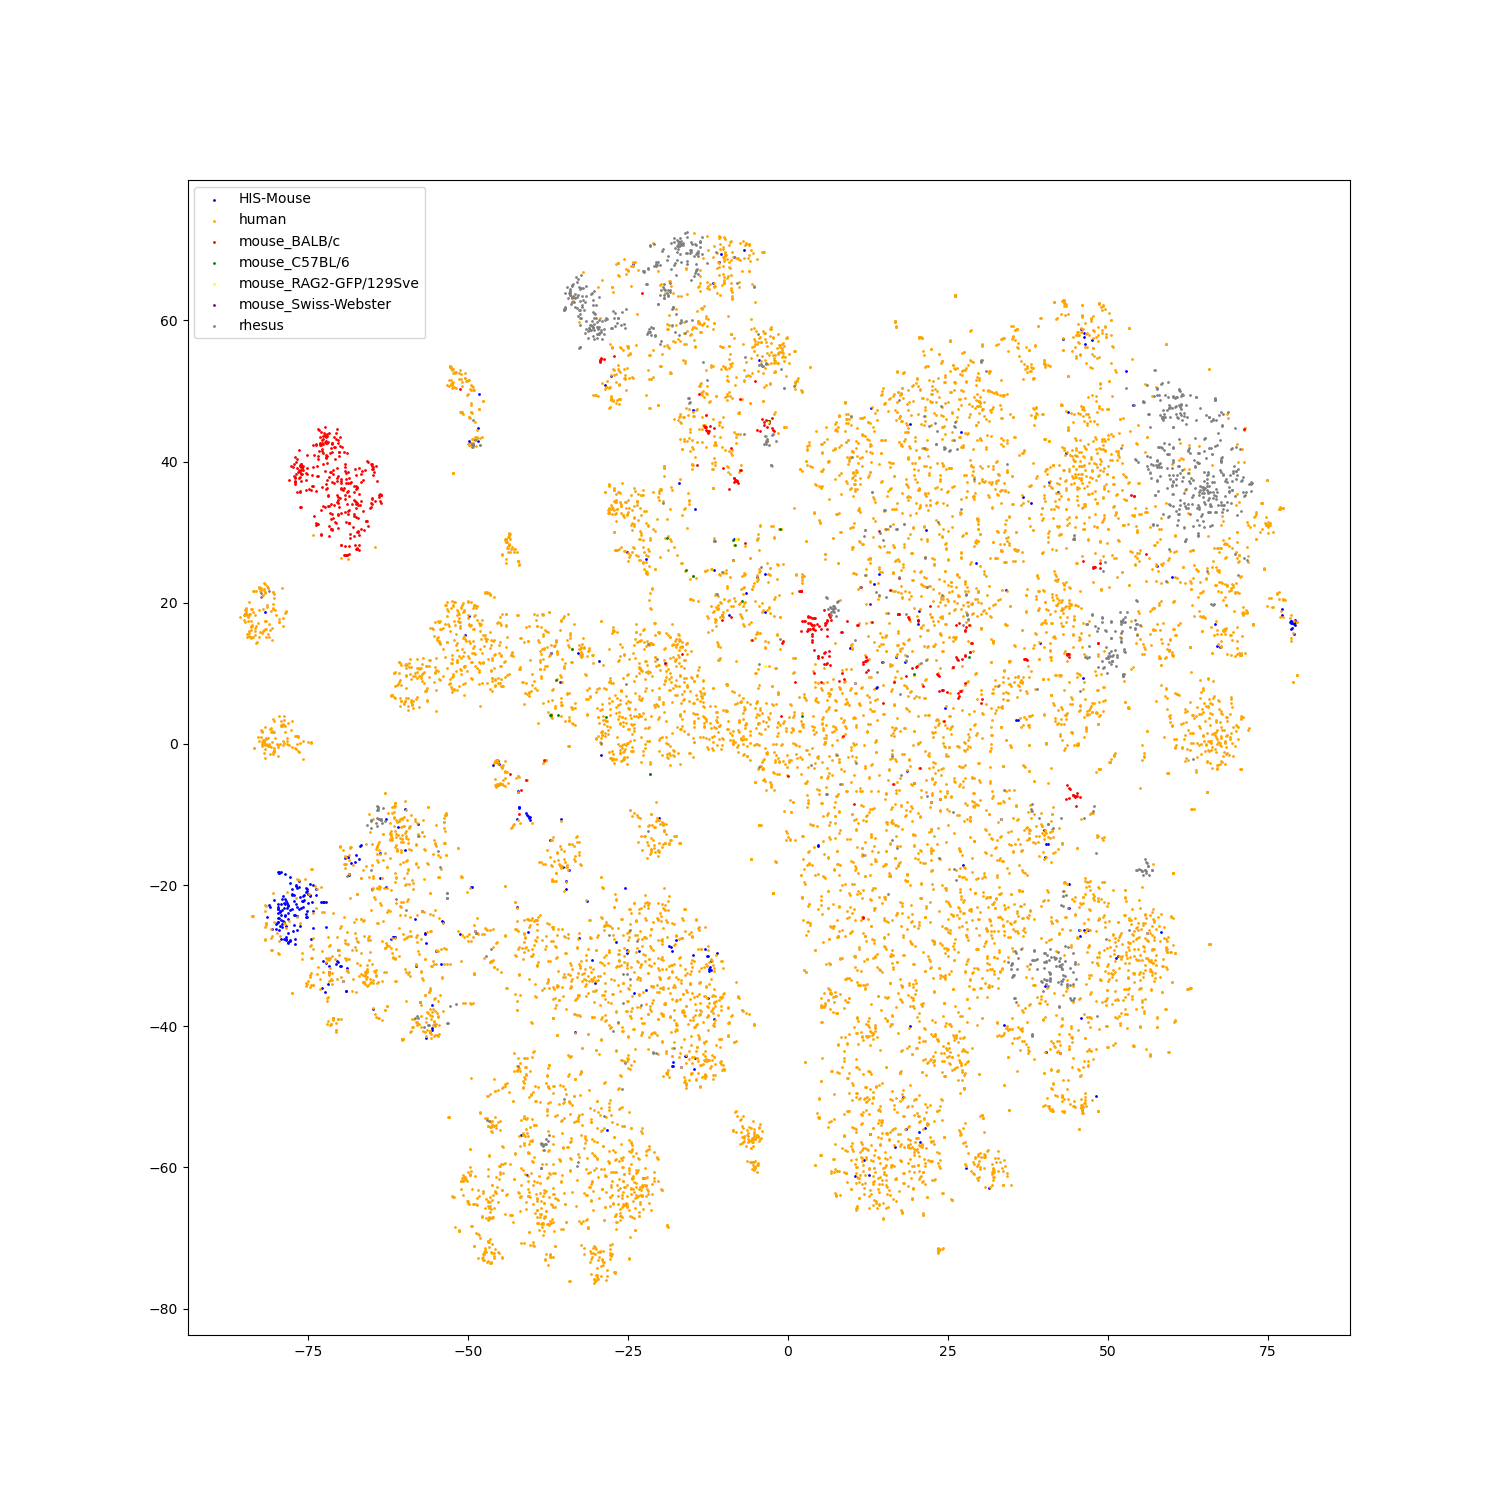 HIS-Mouse
human
mouse_BALB/c
mouse_C57BL/6
mouse_RAG2-GFP/129Sve
mouse_Swiss-Webster
rhesus
60
40
20
0
−20
−40
−60
−80
−75 −50 −25 0 25 50 75